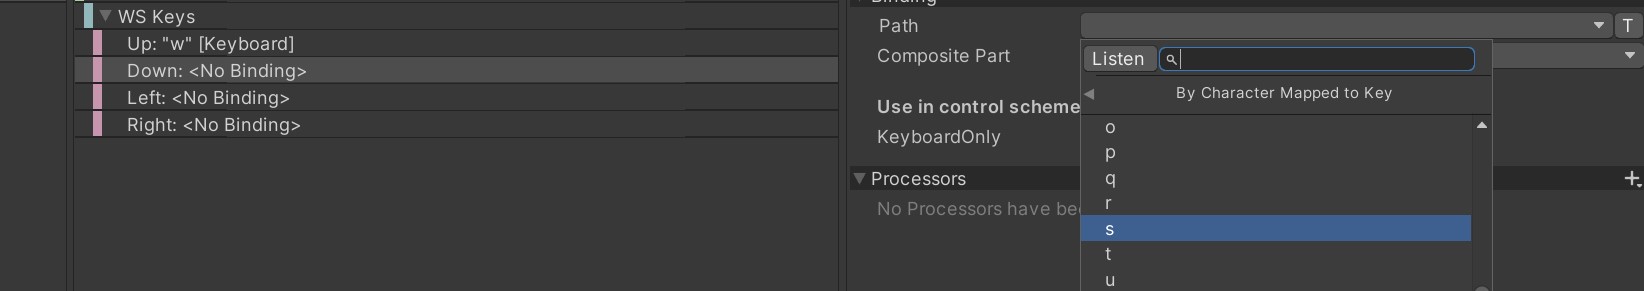 WS Keys
Up: "w" [Keyboard]
Down: <No Binding>
Left: <No Binding>
Right: <No Binding>
Binding
Path
T
Composite Part
Listen
By Character Mapped to Key
Use in control scheme
KeyboardOnly
Processors
No Processors have be
o
p
q
r
s
t
u